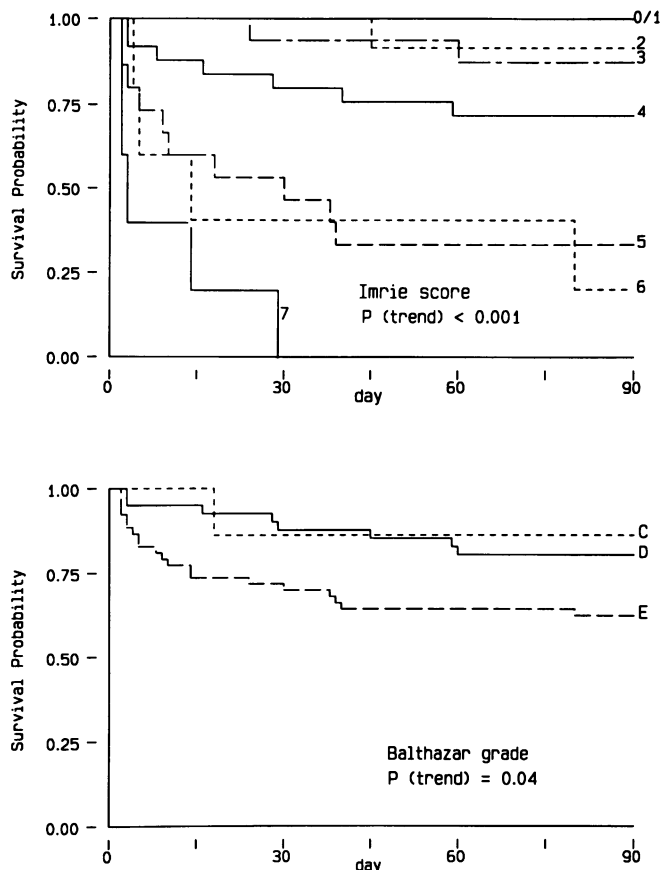 Survival Probability
1.00
0.75
0.50
0.25
0.00
0/1
2
3
4
5
6
7
Imrie score
P (trend) < 0.001
0
30
60
90
day
Survival Probability
1.00
0.75
0.50
0.25
0.00
C
D
E
Balthazar grade
P (trend) = 0.04
0
30
60
90
day